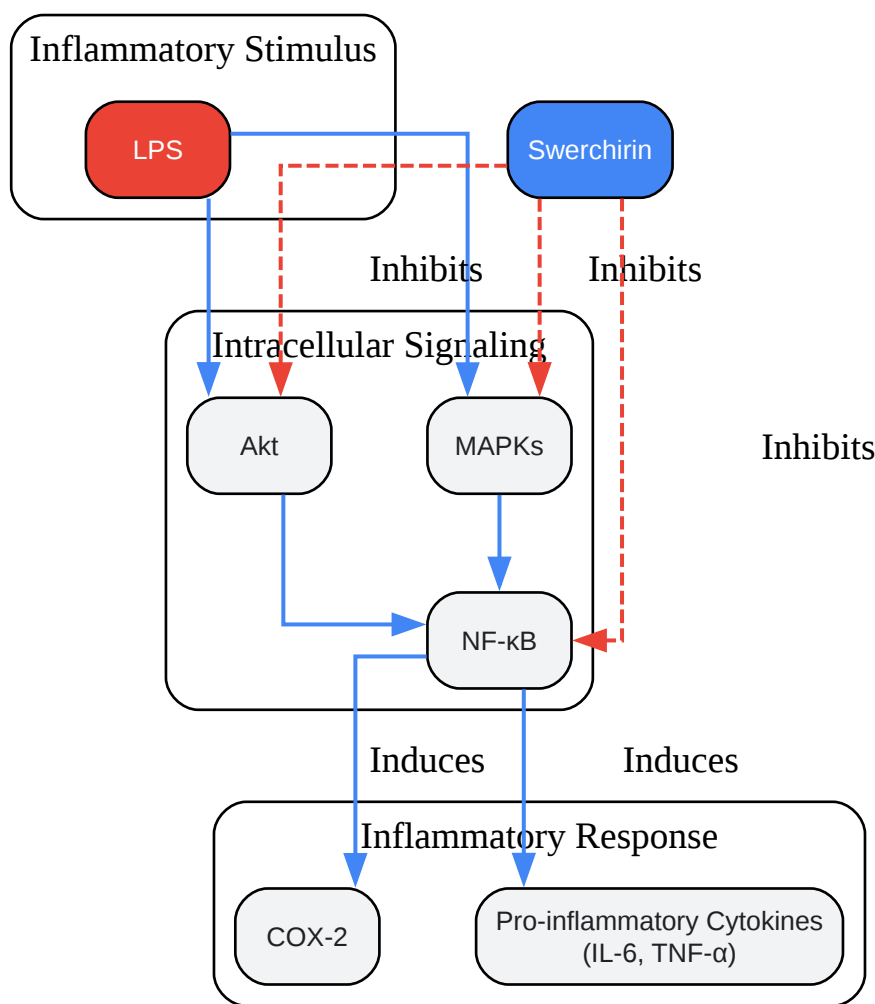 Inflammatory Stimulus
LPS
Swerchirin
Inhibits
Inhibits
Intracellular Signaling
Akt
MAPKs
Inhibits
NF-κB
Induces
Induces
Inflammatory Response
COX-2
Pro-inflammatory Cytokines
(IL-6, TNF-α)